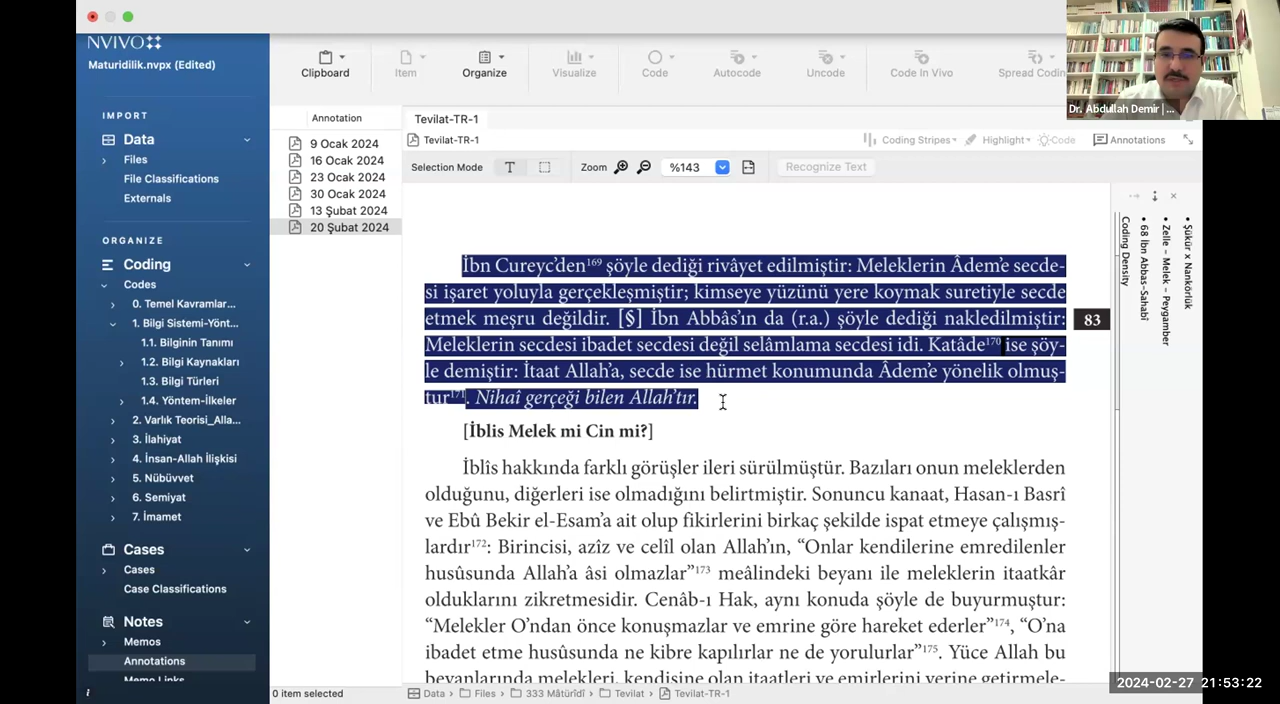 NVIVO
Maturidilik.nvpx (Edited)
IMPORT
Data
Files
File Classifications
Externals
ORGANIZE
Coding
Codes
0. Temel Kavramlar...
1. Bilgi Sistemi-Yönt...
1.1. Bilginin Tanımı
1.2. Bilgi Kaynakları
1.3. Bilgi Türleri
1.4. Yöntem-İlkeler
2. Varlık Teorisi_Alla...
3. İlahiyat
4. İnsan-Allah İlişkisi
5. Nübüvvet
6. Semiyat
7. İmamet
Cases
Cases
Case Classifications
Notes
Memos
Annotations
Memo Links
Clipboard
Item
Organize
Visualize
Code
Autocode
Uncode
Code In Vivo
Spread Codin
Dr. Abdullah Demir | ...
Annotation
9 Ocak 2024
16 Ocak 2024
23 Ocak 2024
30 Ocak 2024
13 Şubat 2024
20 Şubat 2024
0 item selected
Tevilat-TR-1
Tevilat-TR-1
Coding Stripes
Highlight
Code
Annotations
Selection Mode
T
Zoom
%143
Recognize Text
İbn Cureyc'den169 şöyle dediği rivâyet edilmiştir: Meleklerin Âdem'e secde-
si işaret yoluyla gerçekleşmiştir; kimseye yüzünü yere koymak suretiyle secde
etmek meşru değildir. [§] İbn Abbâs'ın da (r.a.) şöyle dediği nakledilmiştir:
Meleklerin secdesi ibadet secdesi değil selâmlama secdesi idi. Katâde170 ise şöy-
le demiştir: İtaat Allah'a, secde ise hürmet konumunda Âdem'e yönelik olmuş-
tur171. Nihaî gerçeği bilen Allah'tır.
83
[İblis Melek mi Cin mi?]
İblîs hakkında farklı görüşler ileri sürülmüştür. Bazıları onun meleklerden
olduğunu, diğerleri ise olmadığını belirtmiştir. Sonuncu kanaat, Hasan-ı Basrî
ve Ebû Bekir el-Esam'a ait olup fikirlerini birkaç şekilde ispat etmeye çalışmış-
lardır172: Birincisi, azîz ve celîl olan Allah'ın, “Onlar kendilerine emredilenler
husûsunda Allah'a âsi olmazlar”173 meâlindeki beyanı ile meleklerin itaatkâr
olduklarını zikretmesidir. Cenâb-ı Hak, aynı konuda şöyle de buyurmuştur:
“Melekler O'ndan önce konuşmazlar ve emrine göre hareket ederler”174, “O'na
ibadet etme husûsunda ne kibre kapılırlar ne de yorulurlar”175. Yüce Allah bu
beyanlarında melekleri, kendisine olan itaatleri ve emirlerini yerine getirmele-
Coding Density
68 İbn Abbas-Sahabî
Zelle - Melek - Peygamber
Şükür x Nankörlük
Data > Files > 333 Mâtürîdî > Tevilat > Tevilat-TR-1
2024-02-27 21:53:22